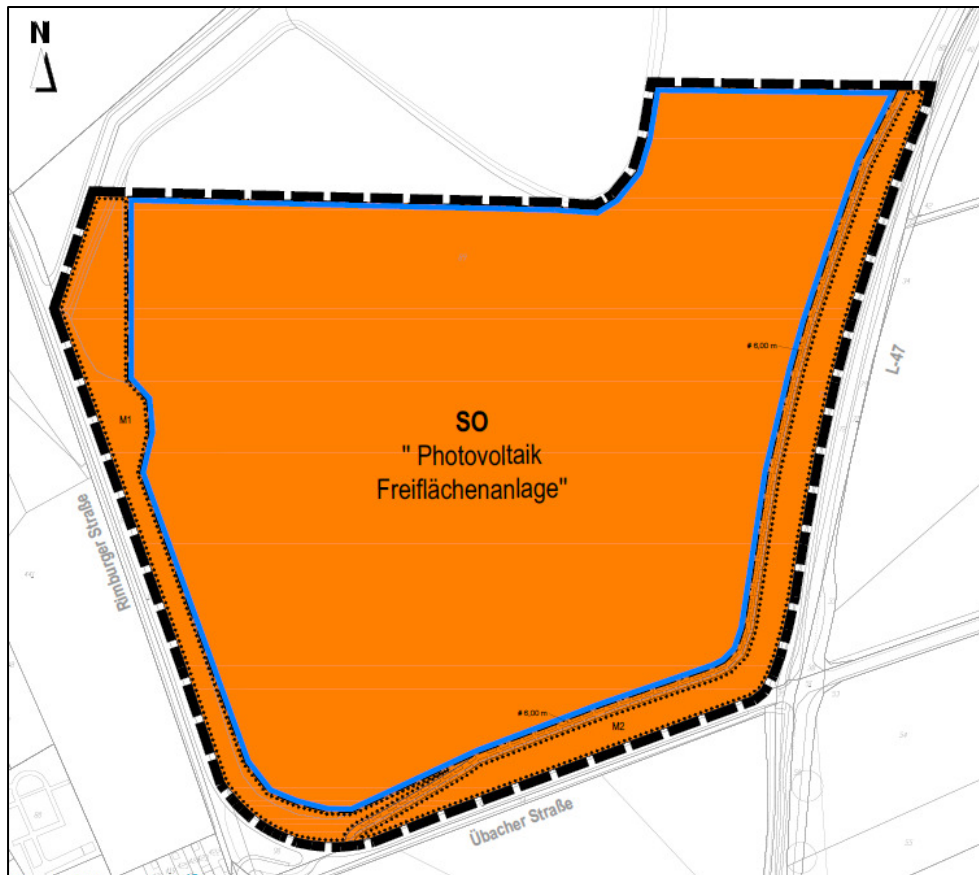 N
# 6,00 m
L-47
SO
" Photovoltaik
Freiflächenanlage"
M1
Rimburger Straße
# 6,00 m
M2
Übacher Straße